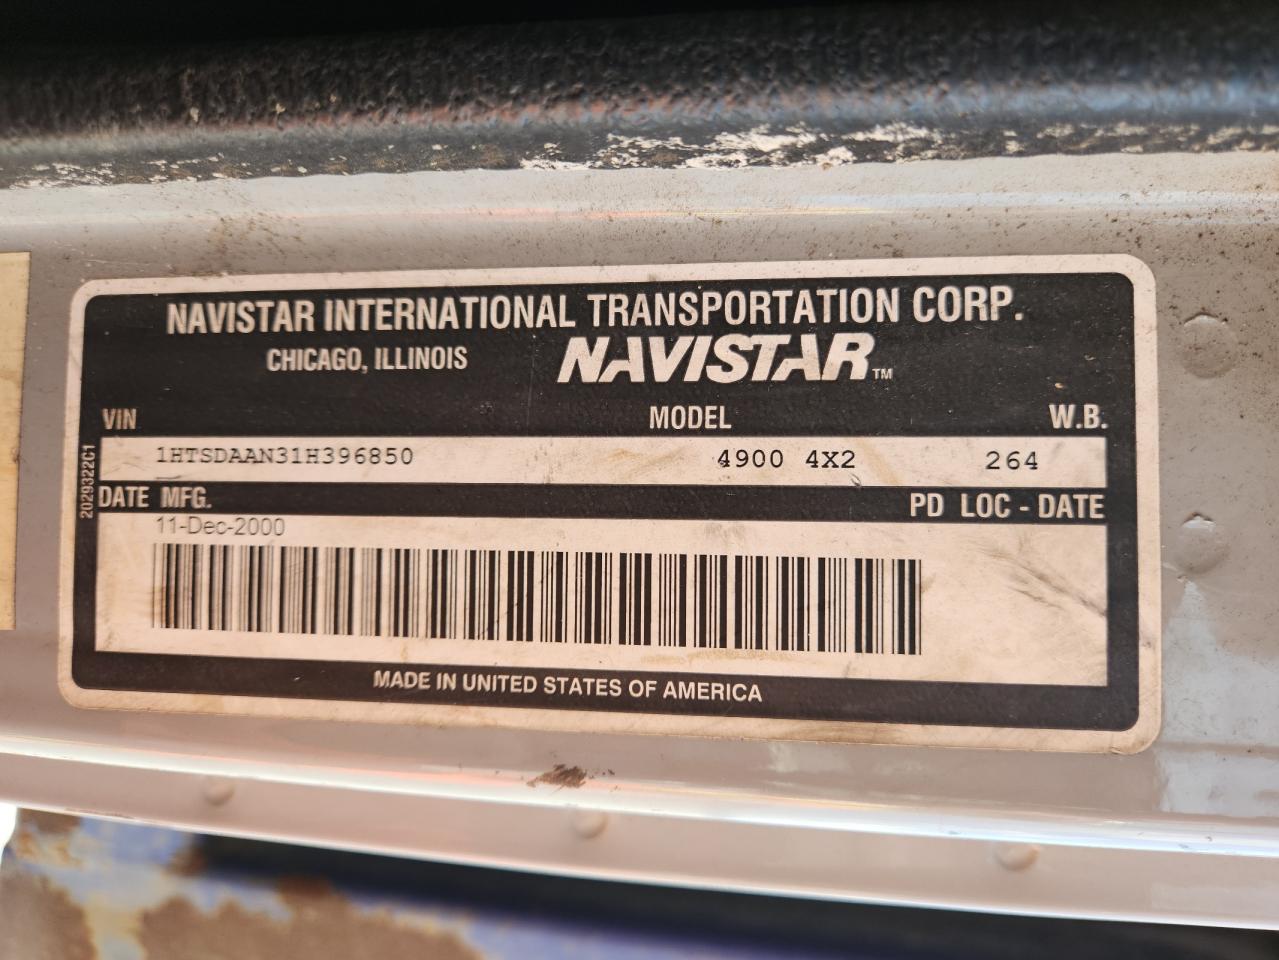 NAVISTAR INTERNATIONAL TRANSPORTATION CORP.
CHICAGO, ILLINOIS NAVISTAR™
VIN MODEL W.B.
1HTSDAAN31H396850 4900 4X2 264
2029322C1
DATE MFG. PD LOC - DATE
11-Dec-2000
MADE IN UNITED STATES OF AMERICA